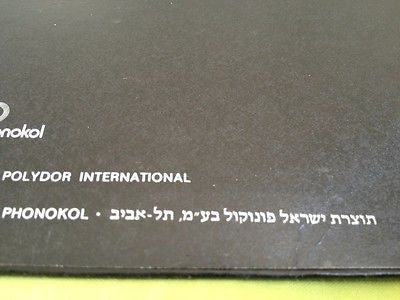 onokol
POLYDOR INTERNATIONAL
PHONOKOL • תוצרת ישראל פונוקול בע״מ, תל-אביב